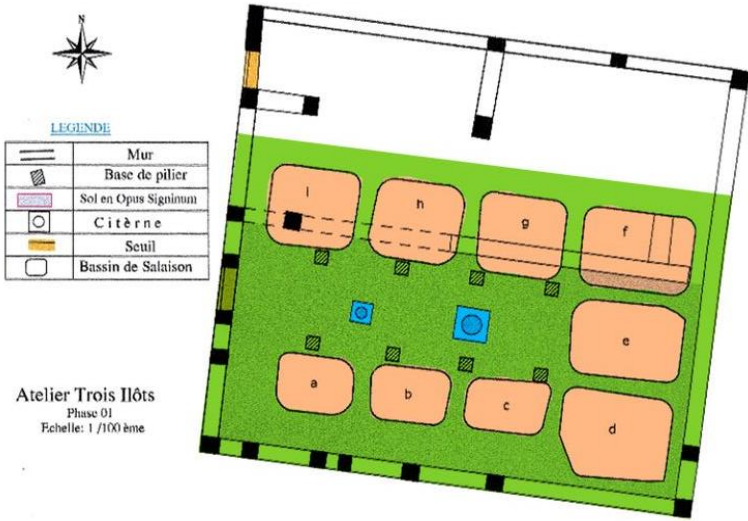 N
LEGENDE
Mur
Base de pilier
Sol en Opus Signinum
Citèrne
Seuil
Bassin de Salaison
Atelier Trois Ilôts
Phase 01
Echelle: 1 /100 ème
i h g f
e
a b c d